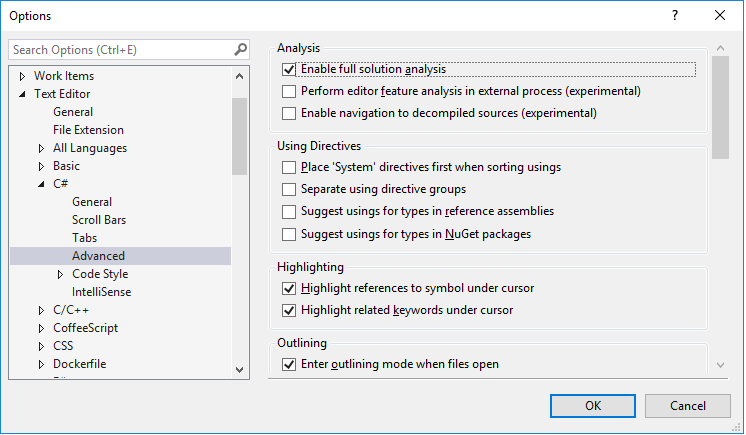 Options
?
Search Options (Ctrl+E)
Work Items
Text Editor
General
File Extension
All Languages
Basic
C#
General
Scroll Bars
Tabs
Advanced
Code Style
IntelliSense
C/C++
CoffeeScript
CSS
Dockerfile
Analysis
Enable full solution analysis
Perform editor feature analysis in external process (experimental)
Enable navigation to decompiled sources (experimental)
Using Directives
Place 'System' directives first when sorting usings
Separate using directive groups
Suggest usings for types in reference assemblies
Suggest usings for types in NuGet packages
Highlighting
Highlight references to symbol under cursor
Highlight related keywords under cursor
Outlining
Enter outlining mode when files open
OK
Cancel